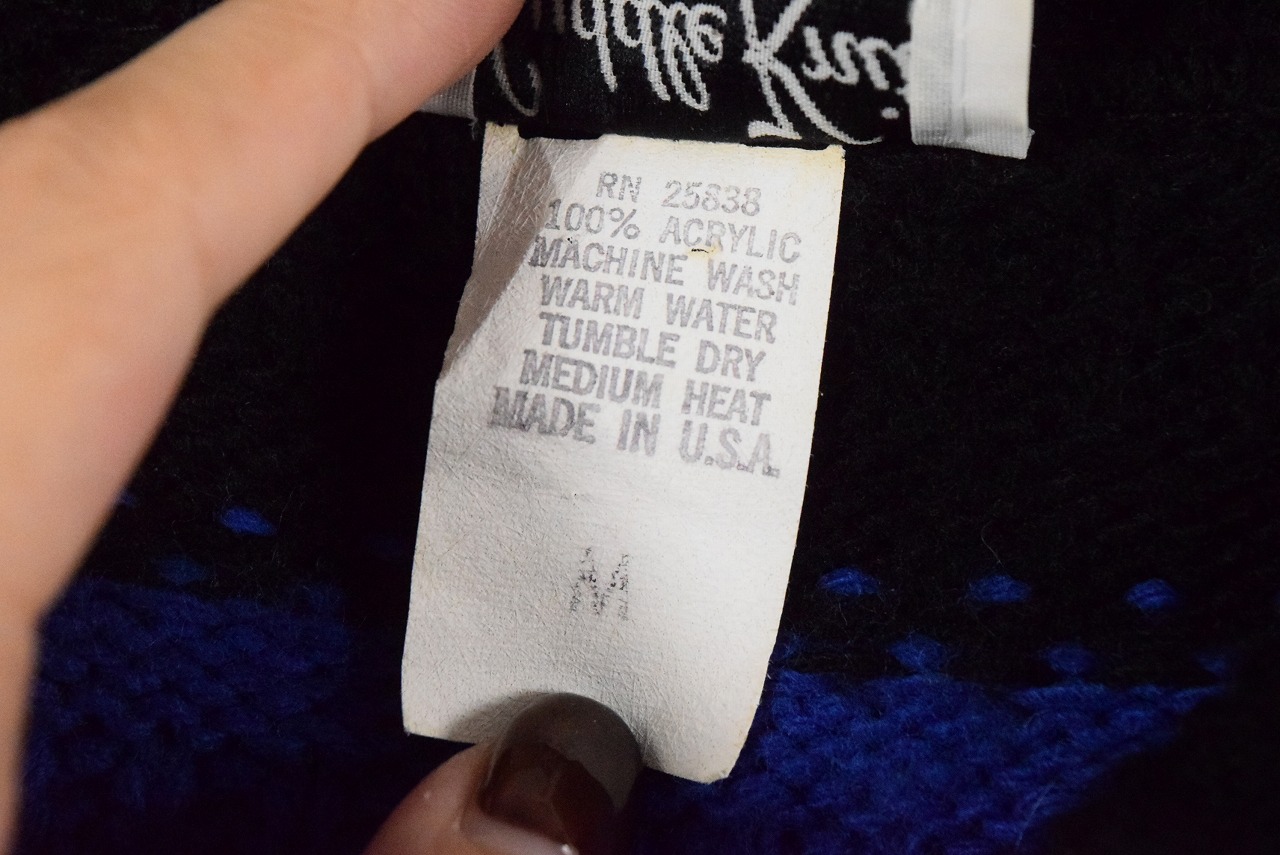 RN 25838
100% ACRYLIC
MACHINE WASH
WARM WATER
TUMBLE DRY
MEDIUM HEAT
MADE IN U.S.A.
M